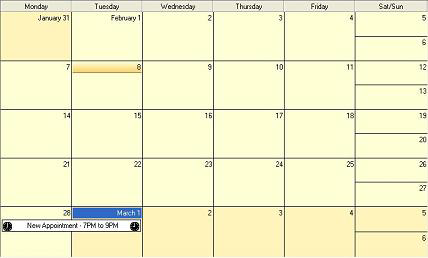 Monday Tuesday Wednesday Thursday Friday Sat/Sun
January 31 February 1 2 3 4 5
6
7 8 9 10 11 12
13
14 15 16 17 18 19
20
21 22 23 24 25 26
27
28 March 1 2 3 4 5
New Appointment - 7PM to 9PM
6